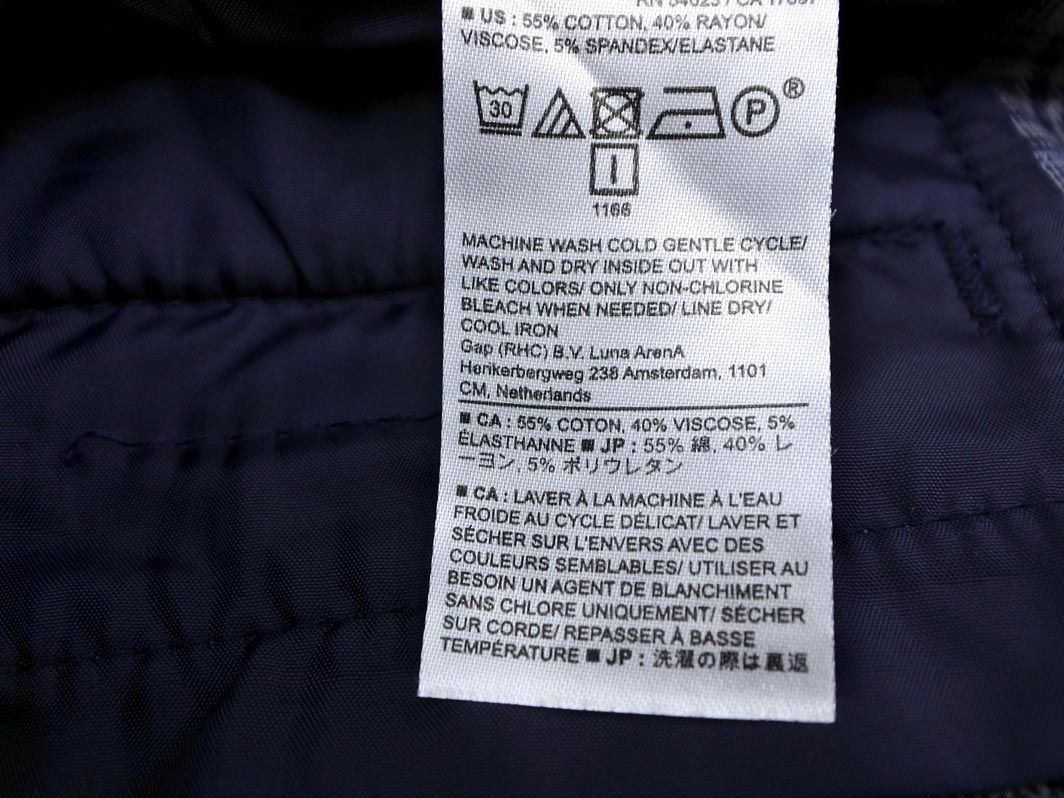 ■ US : 55% COTTON, 40% RAYON/
VISCOSE, 5% SPANDEX/ELASTANE
30 P ®
I
1166
MACHINE WASH COLD GENTLE CYCLE/
WASH AND DRY INSIDE OUT WITH
LIKE COLORS/ ONLY NON-CHLORINE
BLEACH WHEN NEEDED/ LINE DRY/
COOL IRON
Gap (RHC) B.V. Luna ArenA
Herikerbergweg 238 Amsterdam, 1101
CM, Netherlands
■ CA : 55% COTON, 40% VISCOSE, 5%
ÉLASTHANNE ■ JP : 55% 綿, 40% レ
ーヨン, 5% ポリウレタン
■ CA : LAVER À LA MACHINE À L'EAU
FROIDE AU CYCLE DÉLICAT/ LAVER ET
SÉCHER SUR L'ENVERS AVEC DES
COULEURS SEMBLABLES/ UTILISER AU
BESOIN UN AGENT DE BLANCHIMENT
SANS CHLORE UNIQUEMENT/ SÉCHER
SUR CORDE/ REPASSER À BASSE
TEMPÉRATURE ■ JP : 洗濯の際は裏返